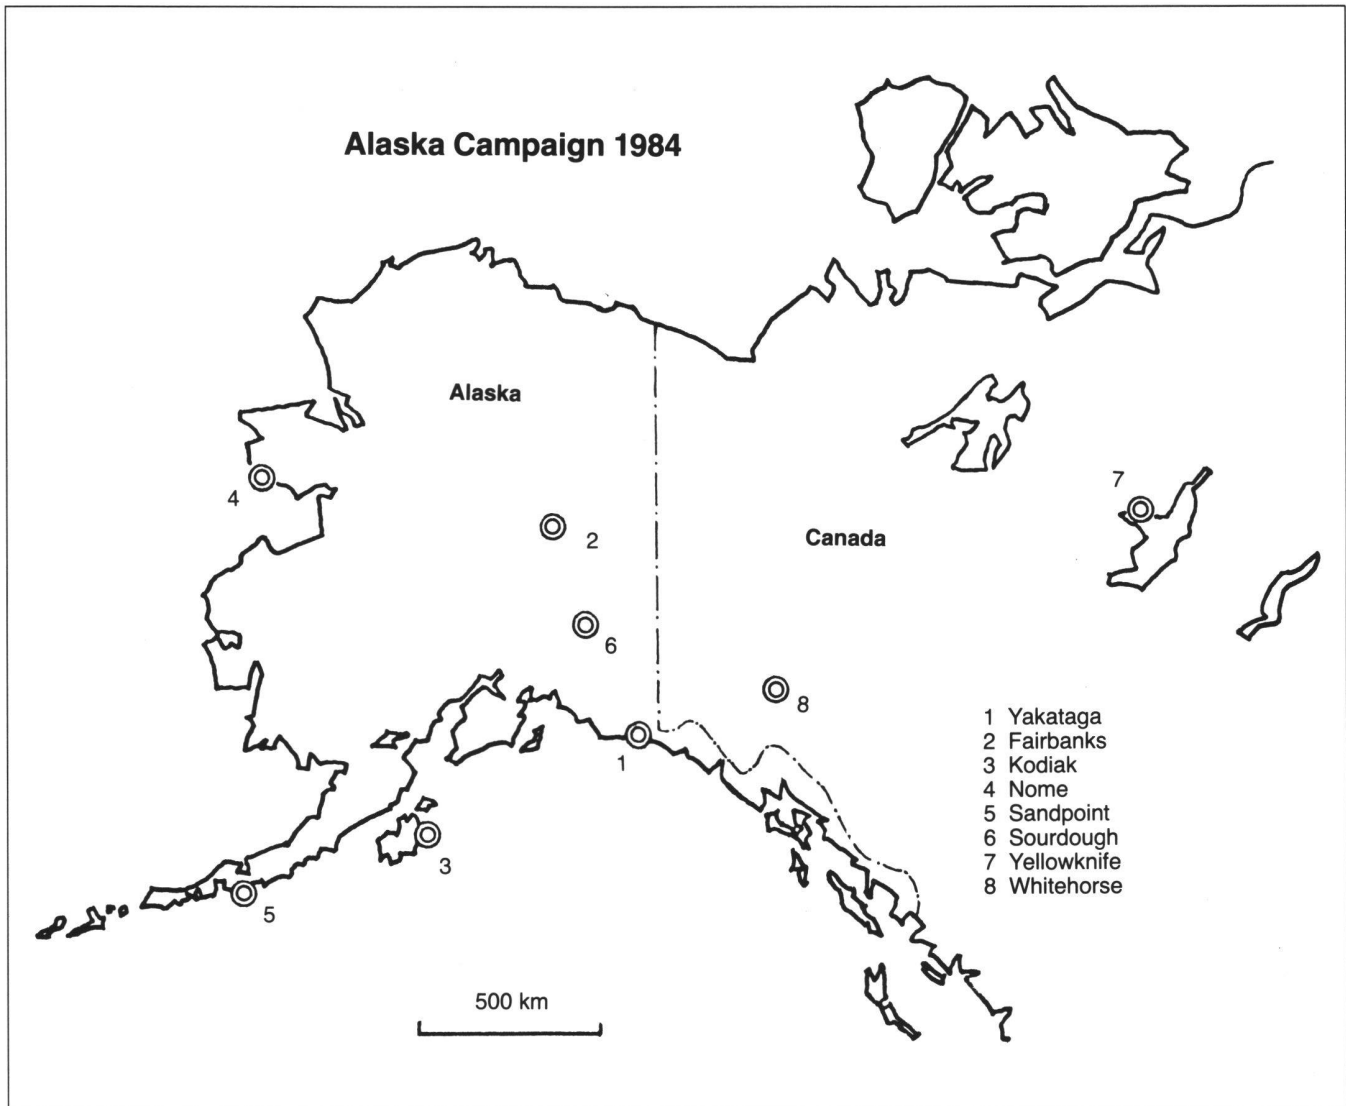 Alaska Campaign 1984
Alaska
4
7
2
Canada
6
8
1
3
5
1 Yakataga
2 Fairbanks
3 Kodiak
4 Nome
5 Sandpoint
6 Sourdough
7 Yellowknife
8 Whitehorse
500 km